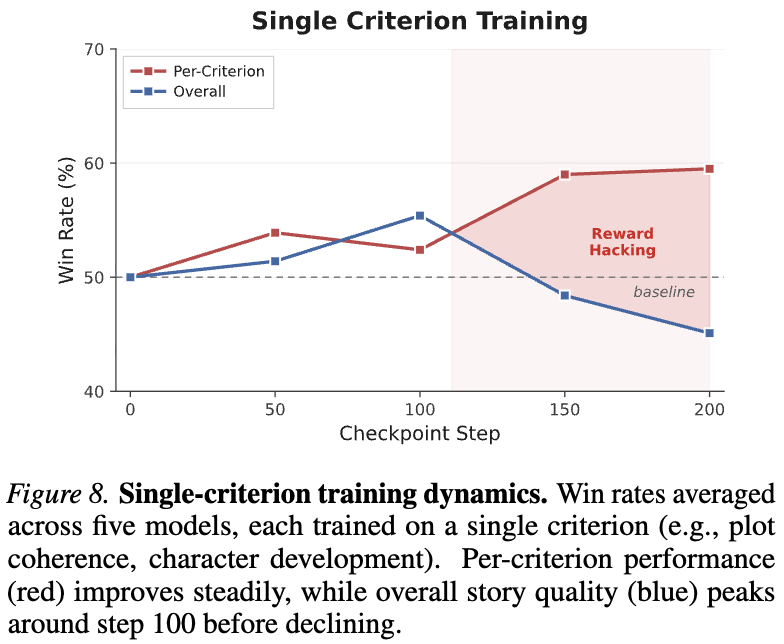 Single Criterion Training
70
60
50
40
Win Rate (%)
Per-Criterion
Overall
Reward
Hacking
baseline
0 50 100 150 200
Checkpoint Step
Figure 8. Single-criterion training dynamics. Win rates averaged
across five models, each trained on a single criterion (e.g., plot
coherence, character development). Per-criterion performance
(red) improves steadily, while overall story quality (blue) peaks
around step 100 before declining.